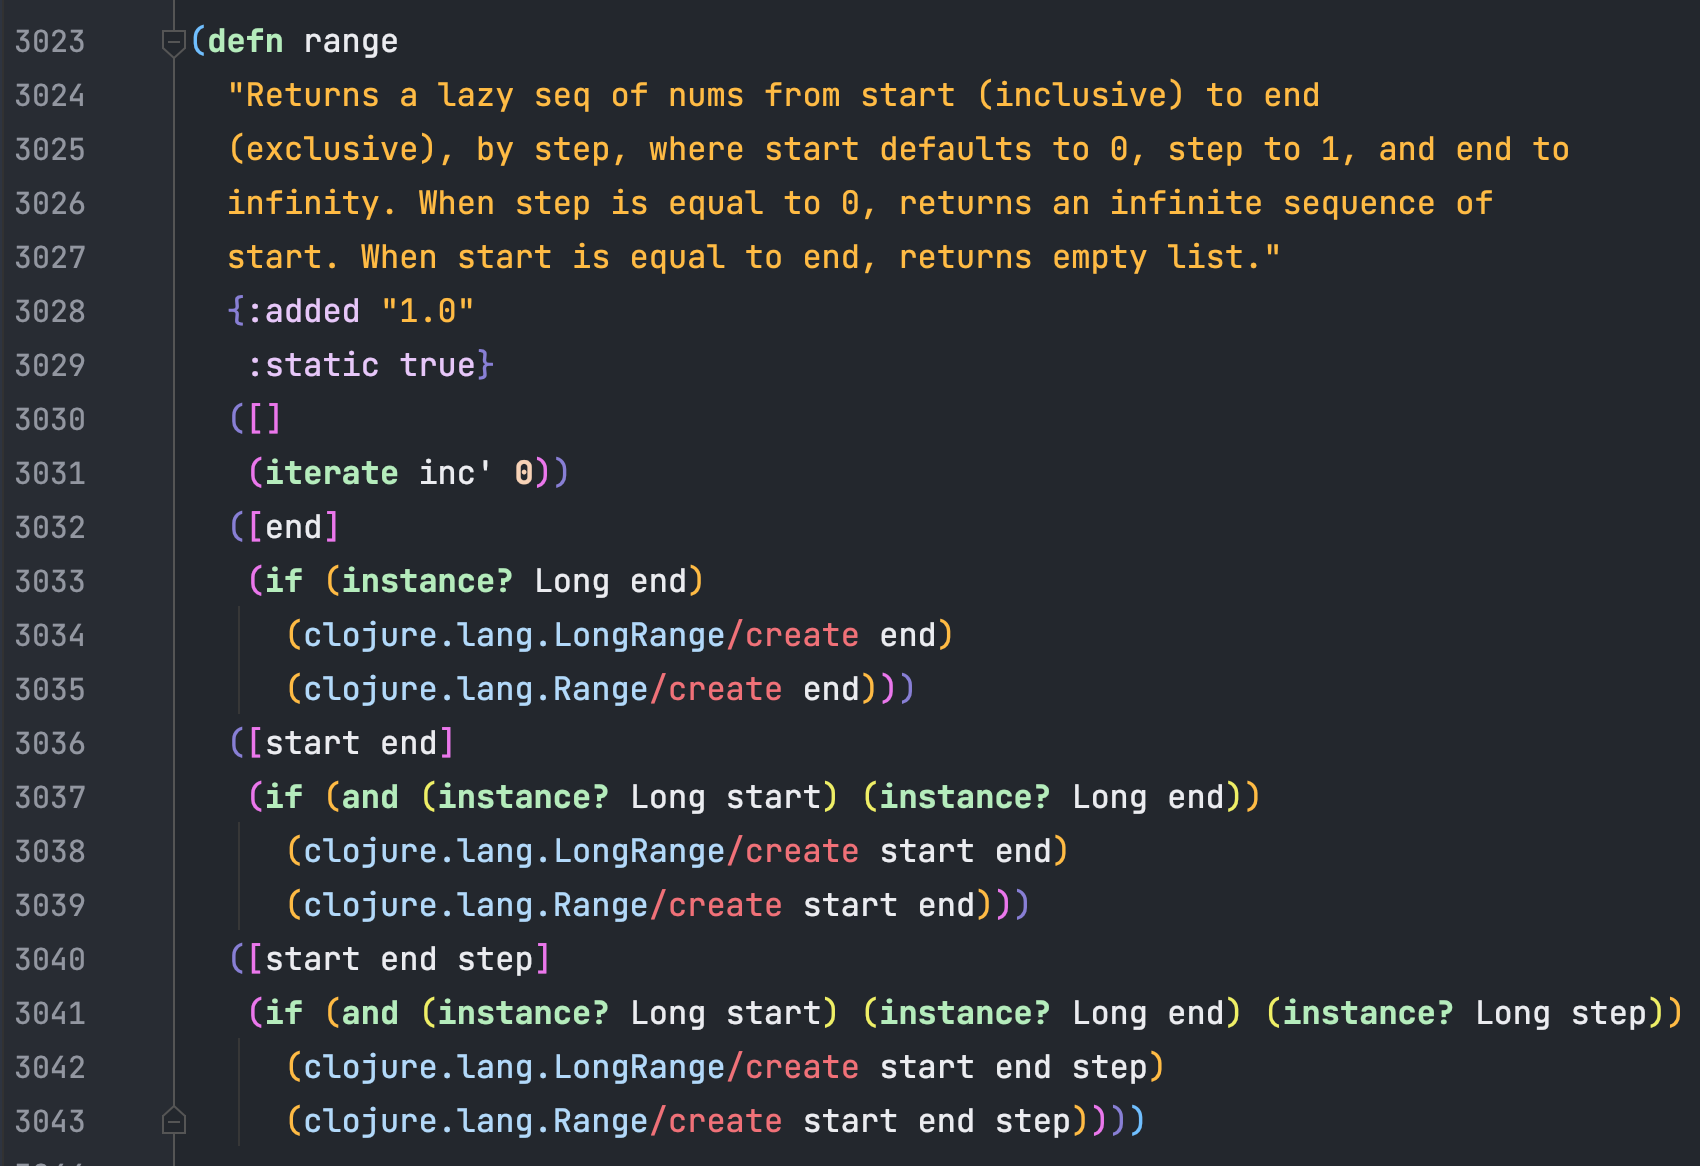 3023 (defn range
3024   "Returns a lazy seq of nums from start (inclusive) to end
3025   (exclusive), by step, where start defaults to 0, step to 1, and end to
3026   infinity. When step is equal to 0, returns an infinite sequence of
3027   start. When start is equal to end, returns empty list."
3028   {:added "1.0"
3029    :static true}
3030   ([]
3031    (iterate inc' 0))
3032   ([end]
3033    (if (instance? Long end)
3034      (clojure.lang.LongRange/create end)
3035      (clojure.lang.Range/create end)))
3036   ([start end]
3037    (if (and (instance? Long start) (instance? Long end))
3038      (clojure.lang.LongRange/create start end)
3039      (clojure.lang.Range/create start end)))
3040   ([start end step]
3041    (if (and (instance? Long start) (instance? Long end) (instance? Long step))
3042      (clojure.lang.LongRange/create start end step)
3043      (clojure.lang.Range/create start end step))))